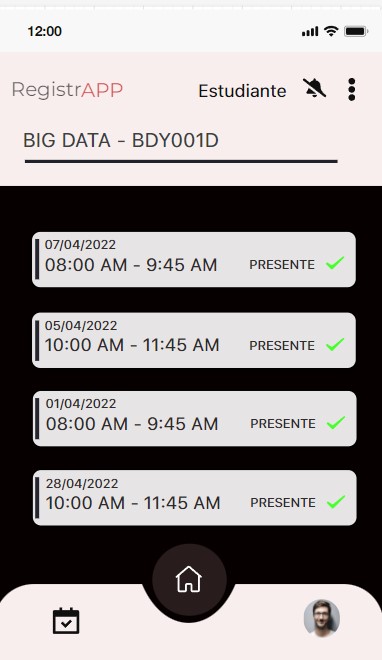 12:00
RegistrAPP
Estudiante
BIG DATA - BDY001D
07/04/2022
08:00 AM - 9:45 AM
PRESENTE
05/04/2022
10:00 AM - 11:45 AM
PRESENTE
01/04/2022
08:00 AM - 9:45 AM
PRESENTE
28/04/2022
10:00 AM - 11:45 AM
PRESENTE